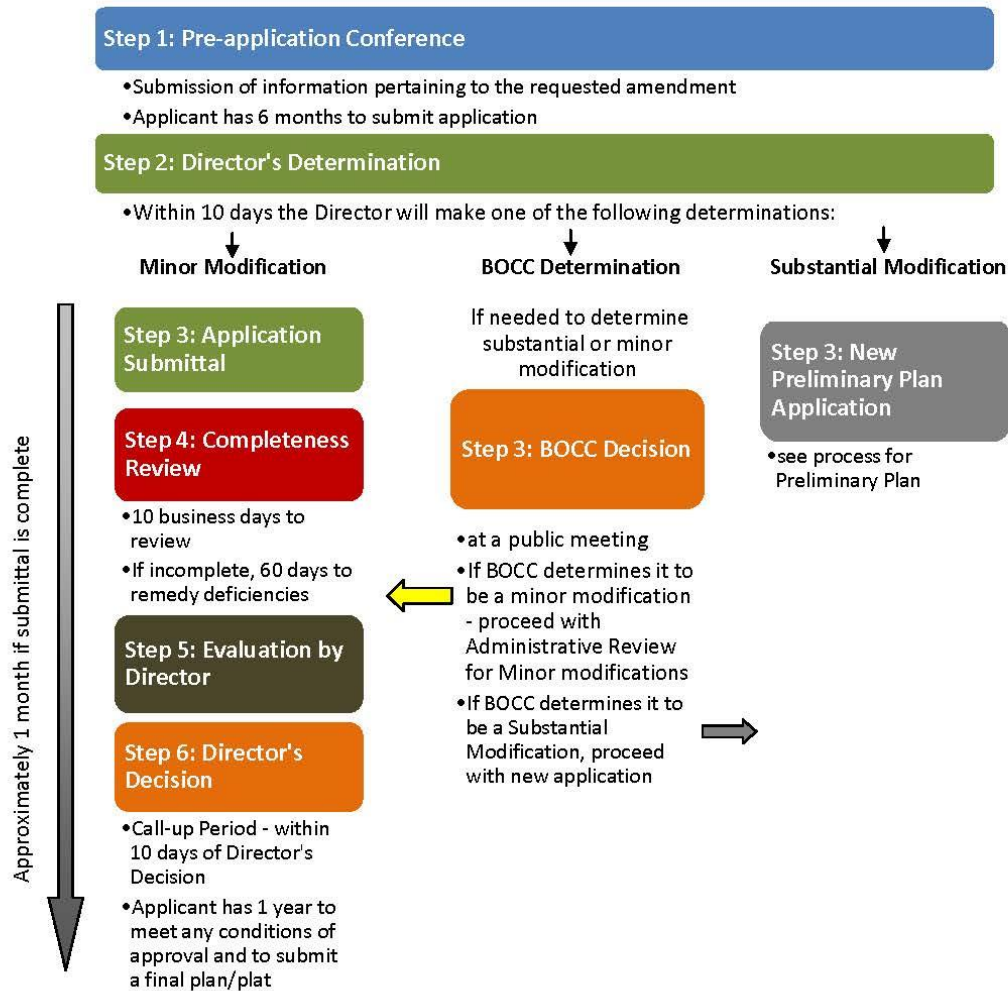 Step 1: Pre-application Conference
•Submission of information pertaining to the requested amendment
•Applicant has 6 months to submit application
Step 2: Director's Determination
•Within 10 days the Director will make one of the following determinations:
Minor Modification
Step 3: Application
Submittal
Step 4: Completeness
Review
•10 business days to
review
•If incomplete, 60 days to
remedy deficiencies
Step 5: Evaluation by
Director
Step 6: Director's
Decision
•Call-up Period - within
10 days of Director's
Decision
•Applicant has 1 year to
meet any conditions of
approval and to submit
a final plan/plat
BOCC Determination
If needed to determine
substantial or minor
modification
Step 3: BOCC Decision
•at a public meeting
•If BOCC determines it to
be a minor modification
- proceed with
Administrative Review
for Minor modifications
•If BOCC determines it to
be a Substantial
Modification, proceed
with new application
Substantial Modification
Step 3: New
Preliminary Plan
Application
•see process for
Preliminary Plan
Approximately 1 month if submittal is complete